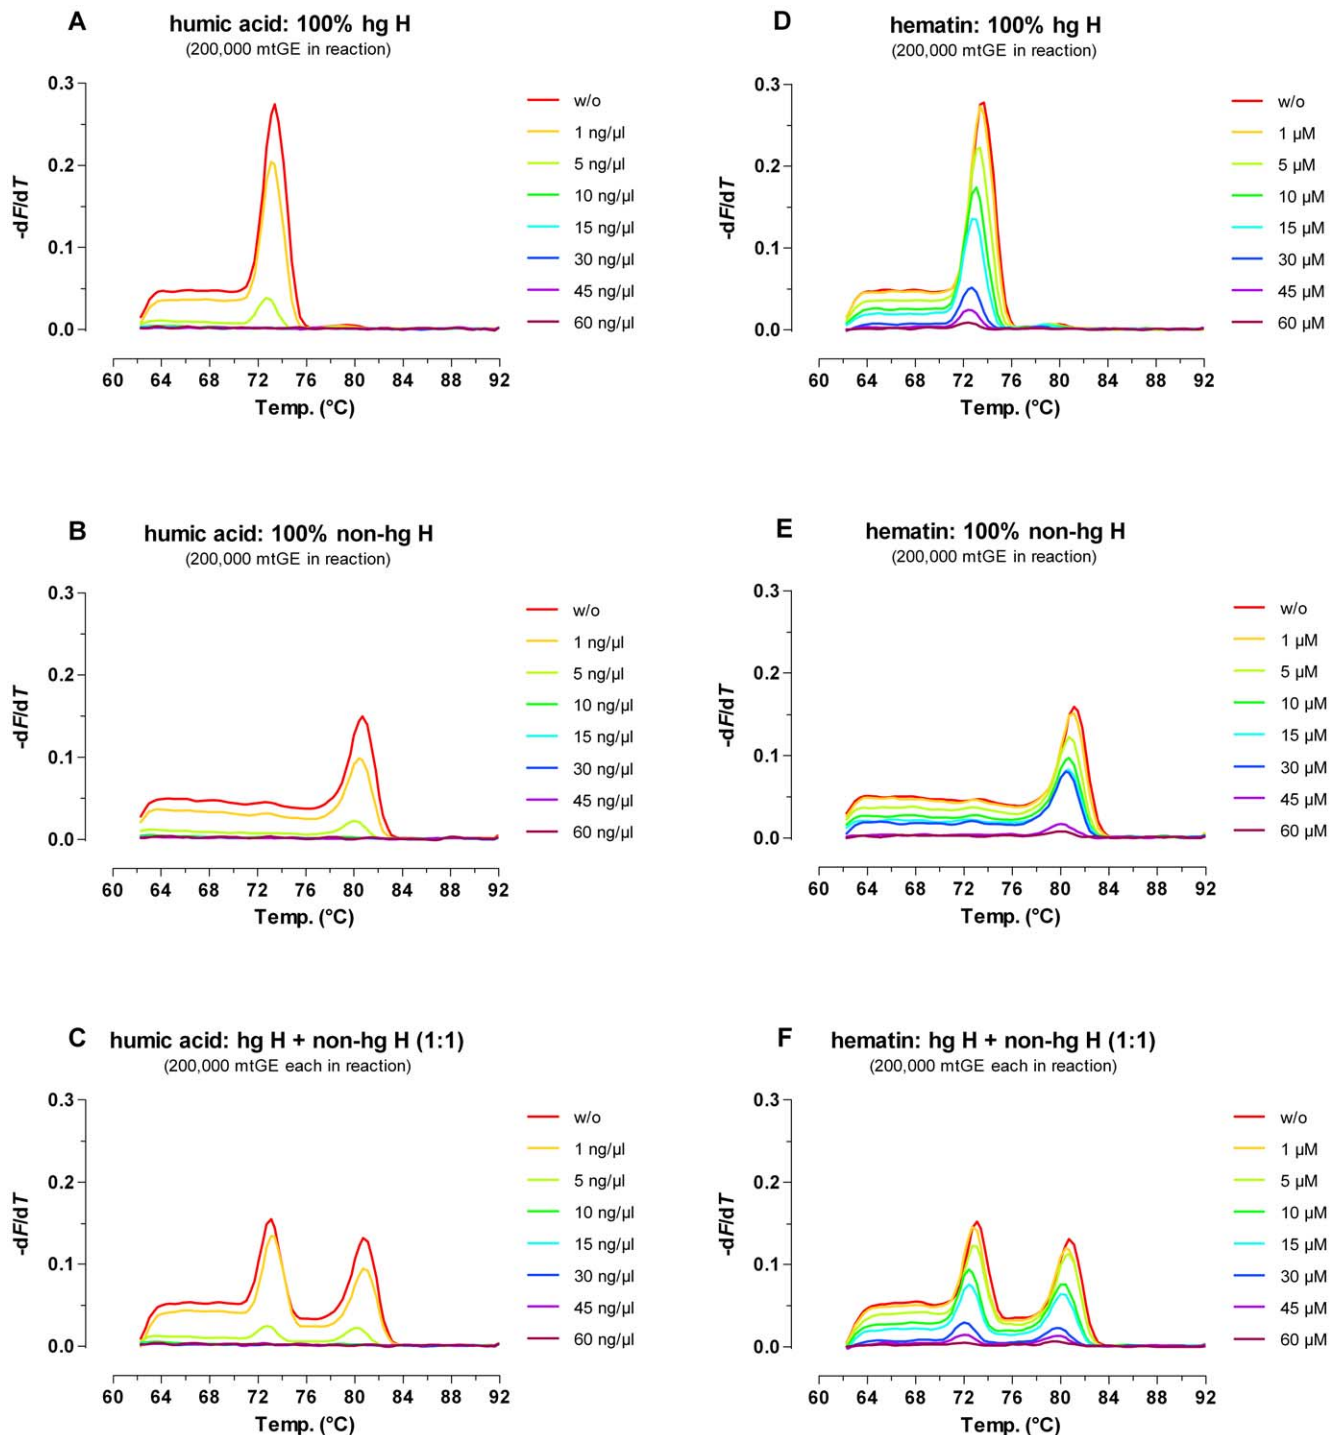 A
humic acid: 100% hg H
(200,000 mtGE in reaction)
0.3
0.2
0.1
0.0
-dF/dT
60 64 68 72 76 80 84 88 92
Temp. (°C)
w/o
1 ng/µl
5 ng/µl
10 ng/µl
15 ng/µl
30 ng/µl
45 ng/µl
60 ng/µl
D
hematin: 100% hg H
(200,000 mtGE in reaction)
0.3
0.2
0.1
0.0
-dF/dT
60 64 68 72 76 80 84 88 92
Temp. (°C)
w/o
1 µM
5 µM
10 µM
15 µM
30 µM
45 µM
60 µM
B
humic acid: 100% non-hg H
(200,000 mtGE in reaction)
0.3
0.2
0.1
0.0
-dF/dT
60 64 68 72 76 80 84 88 92
Temp. (°C)
w/o
1 ng/µl
5 ng/µl
10 ng/µl
15 ng/µl
30 ng/µl
45 ng/µl
60 ng/µl
E
hematin: 100% non-hg H
(200,000 mtGE in reaction)
0.3
0.2
0.1
0.0
-dF/dT
60 64 68 72 76 80 84 88 92
Temp. (°C)
w/o
1 µM
5 µM
10 µM
15 µM
30 µM
45 µM
60 µM
C
humic acid: hg H + non-hg H (1:1)
(200,000 mtGE each in reaction)
0.3
0.2
0.1
0.0
-dF/dT
60 64 68 72 76 80 84 88 92
Temp. (°C)
w/o
1 ng/µl
5 ng/µl
10 ng/µl
15 ng/µl
30 ng/µl
45 ng/µl
60 ng/µl
F
hematin: hg H + non-hg H (1:1)
(200,000 mtGE each in reaction)
0.3
0.2
0.1
0.0
-dF/dT
60 64 68 72 76 80 84 88 92
Temp. (°C)
w/o
1 µM
5 µM
10 µM
15 µM
30 µM
45 µM
60 µM